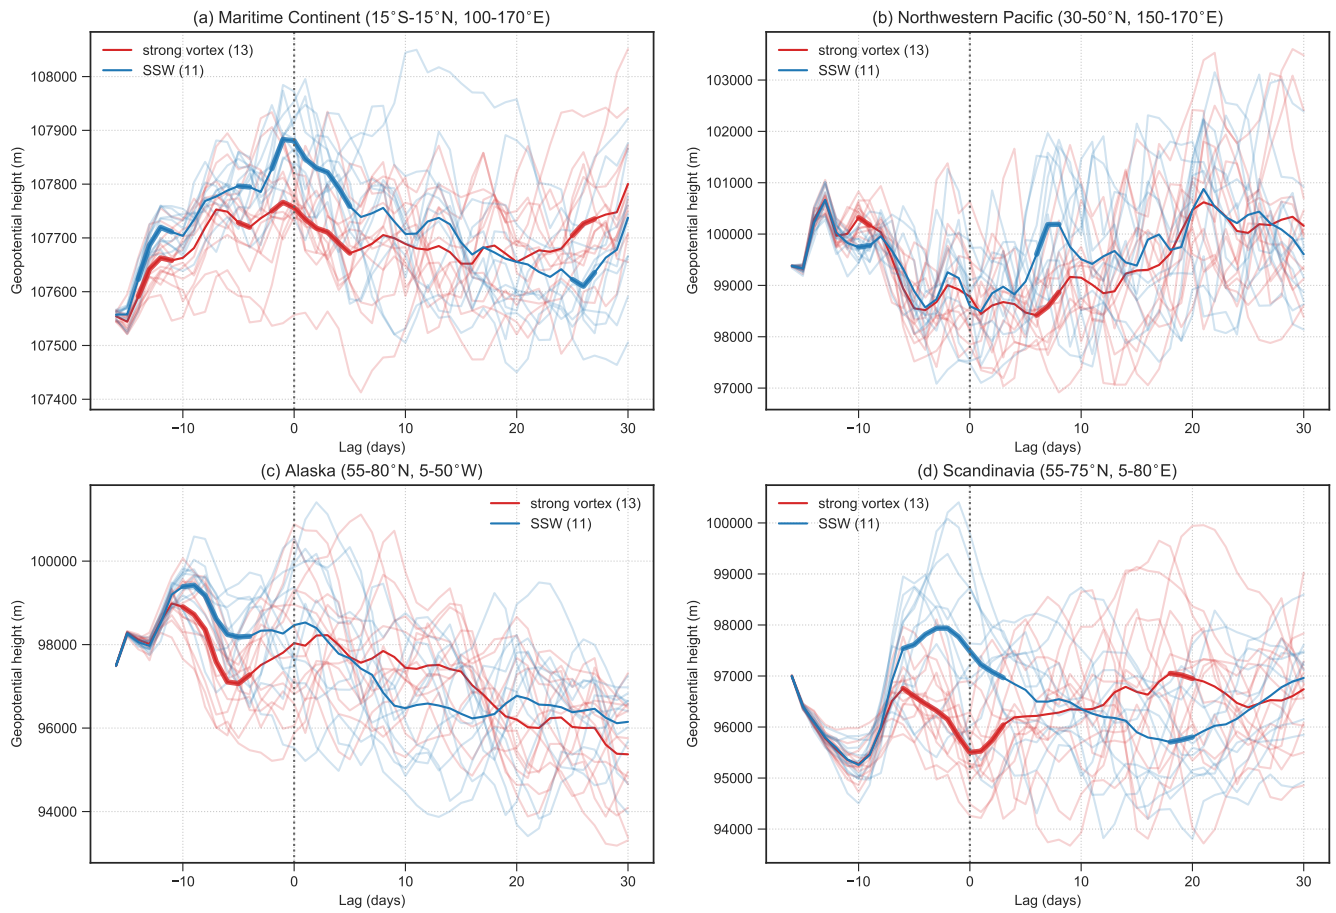 (a) Maritime Continent (15°S-15°N, 100-170°E)
strong vortex (13)
SSW (11)
Geopotential height (m)
108000
107900
107800
107700
107600
107500
107400
−10
0
10
20
30
Lag (days)
(b) Northwestern Pacific (30-50°N, 150-170°E)
strong vortex (13)
SSW (11)
Geopotential height (m)
103000
102000
101000
100000
99000
98000
97000
−10
0
10
20
30
Lag (days)
(c) Alaska (55-80°N, 5-50°W)
strong vortex (13)
SSW (11)
Geopotential height (m)
100000
98000
96000
94000
−10
0
10
20
30
Lag (days)
(d) Scandinavia (55-75°N, 5-80°E)
strong vortex (13)
SSW (11)
Geopotential height (m)
100000
99000
98000
97000
96000
95000
94000
−10
0
10
20
30
Lag (days)